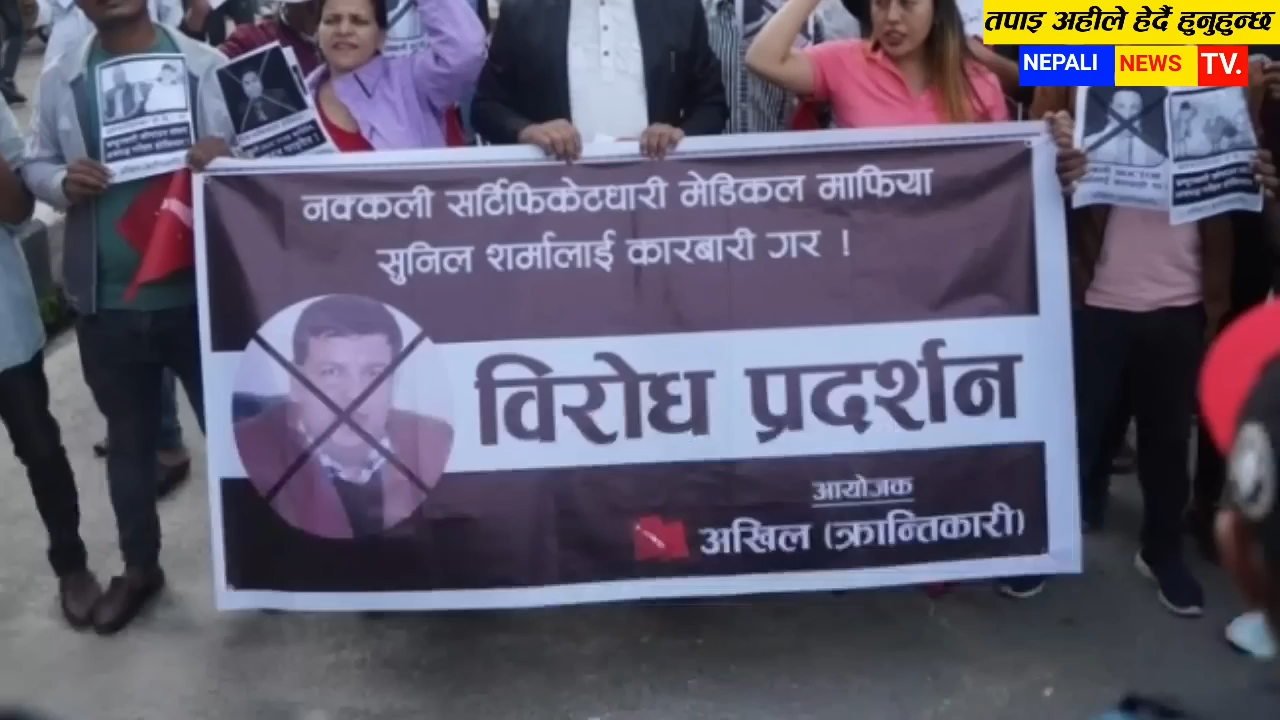 तपाइ अहीले हेर्दै हुनुहुन्छ
NEPALI NEWS TV.
नक्कली सर्टिफिकेटधारी मेडिकल माफिया
सुनिल शर्मालाई कारबारी गर !
विरोध प्रदर्शन
आयोजक
अखिल (क्रान्तिकारी)